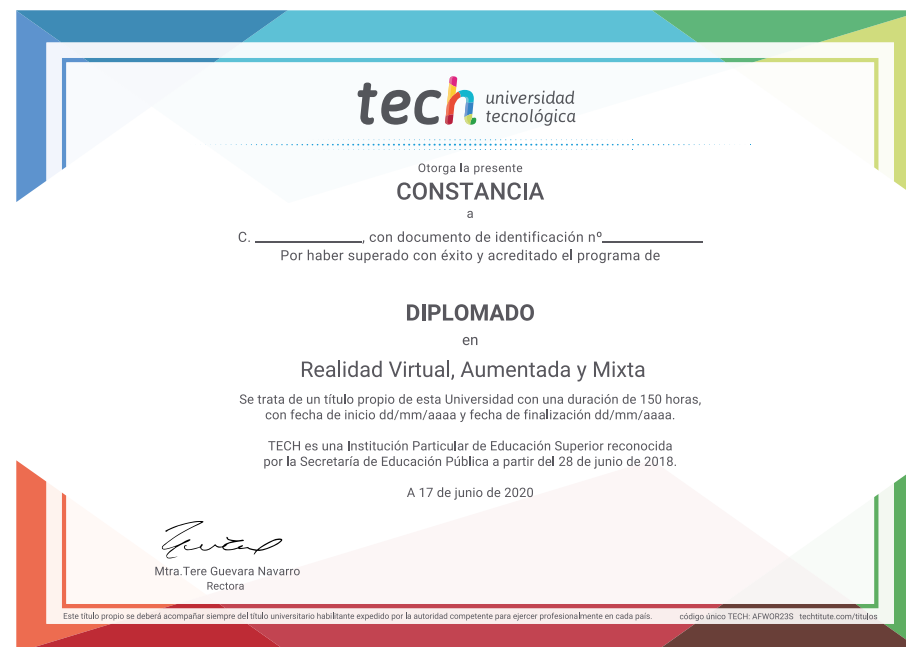 tech universidad
tecnológica
Otorga la presente
CONSTANCIA
a
C. ______________, con documento de identificación nº_____________
Por haber superado con éxito y acreditado el programa de
DIPLOMADO
en
Realidad Virtual, Aumentada y Mixta
Se trata de un título propio de esta Universidad con una duración de 150 horas,
con fecha de inicio dd/mm/aaaa y fecha de finalización dd/mm/aaaa.
TECH es una Institución Particular de Educación Superior reconocida
por la Secretaría de Educación Pública a partir del 28 de junio de 2018.
A 17 de junio de 2020
Mtra.Tere Guevara Navarro
Rectora
Este título propio se deberá acompañar siempre del título universitario habilitante expedido por la autoridad competente para ejercer profesionalmente en cada país. código único TECH: AFWOR23S techtitute.com/titulos